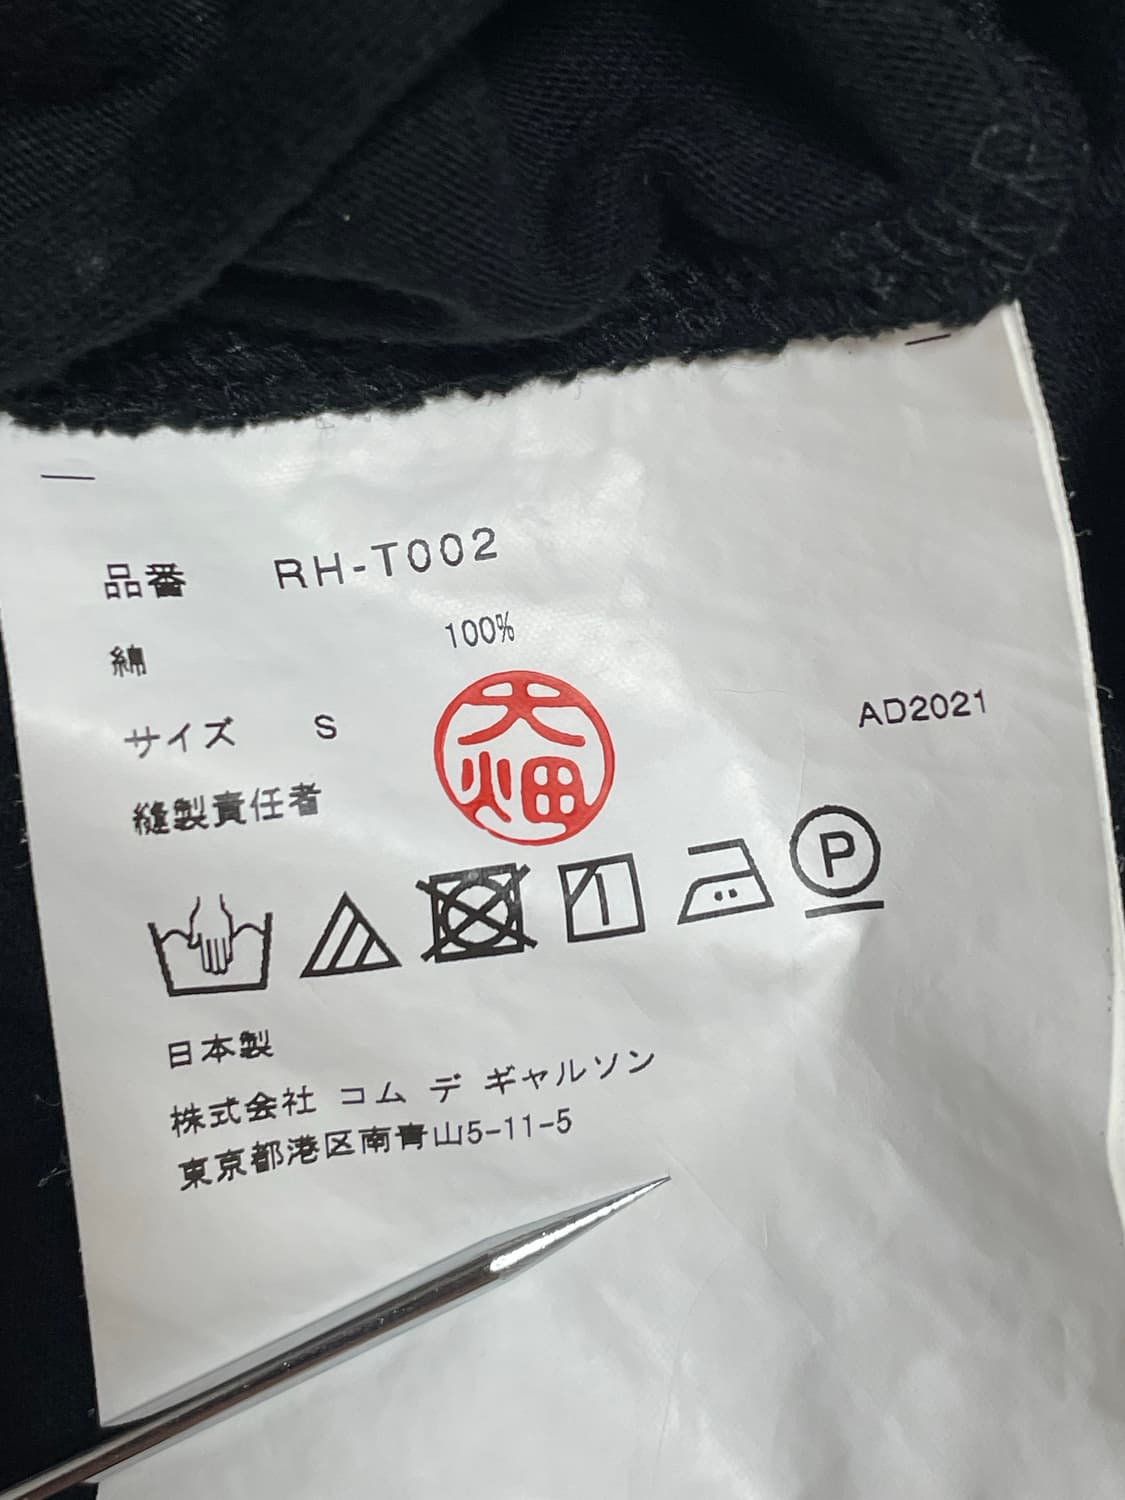 品番 RH-T002
綿 100%
サイズ S AD2021
縫製責任者 大畑
P
日本製
株式会社 コム デ ギャルソン
東京都港区南青山5-11-5